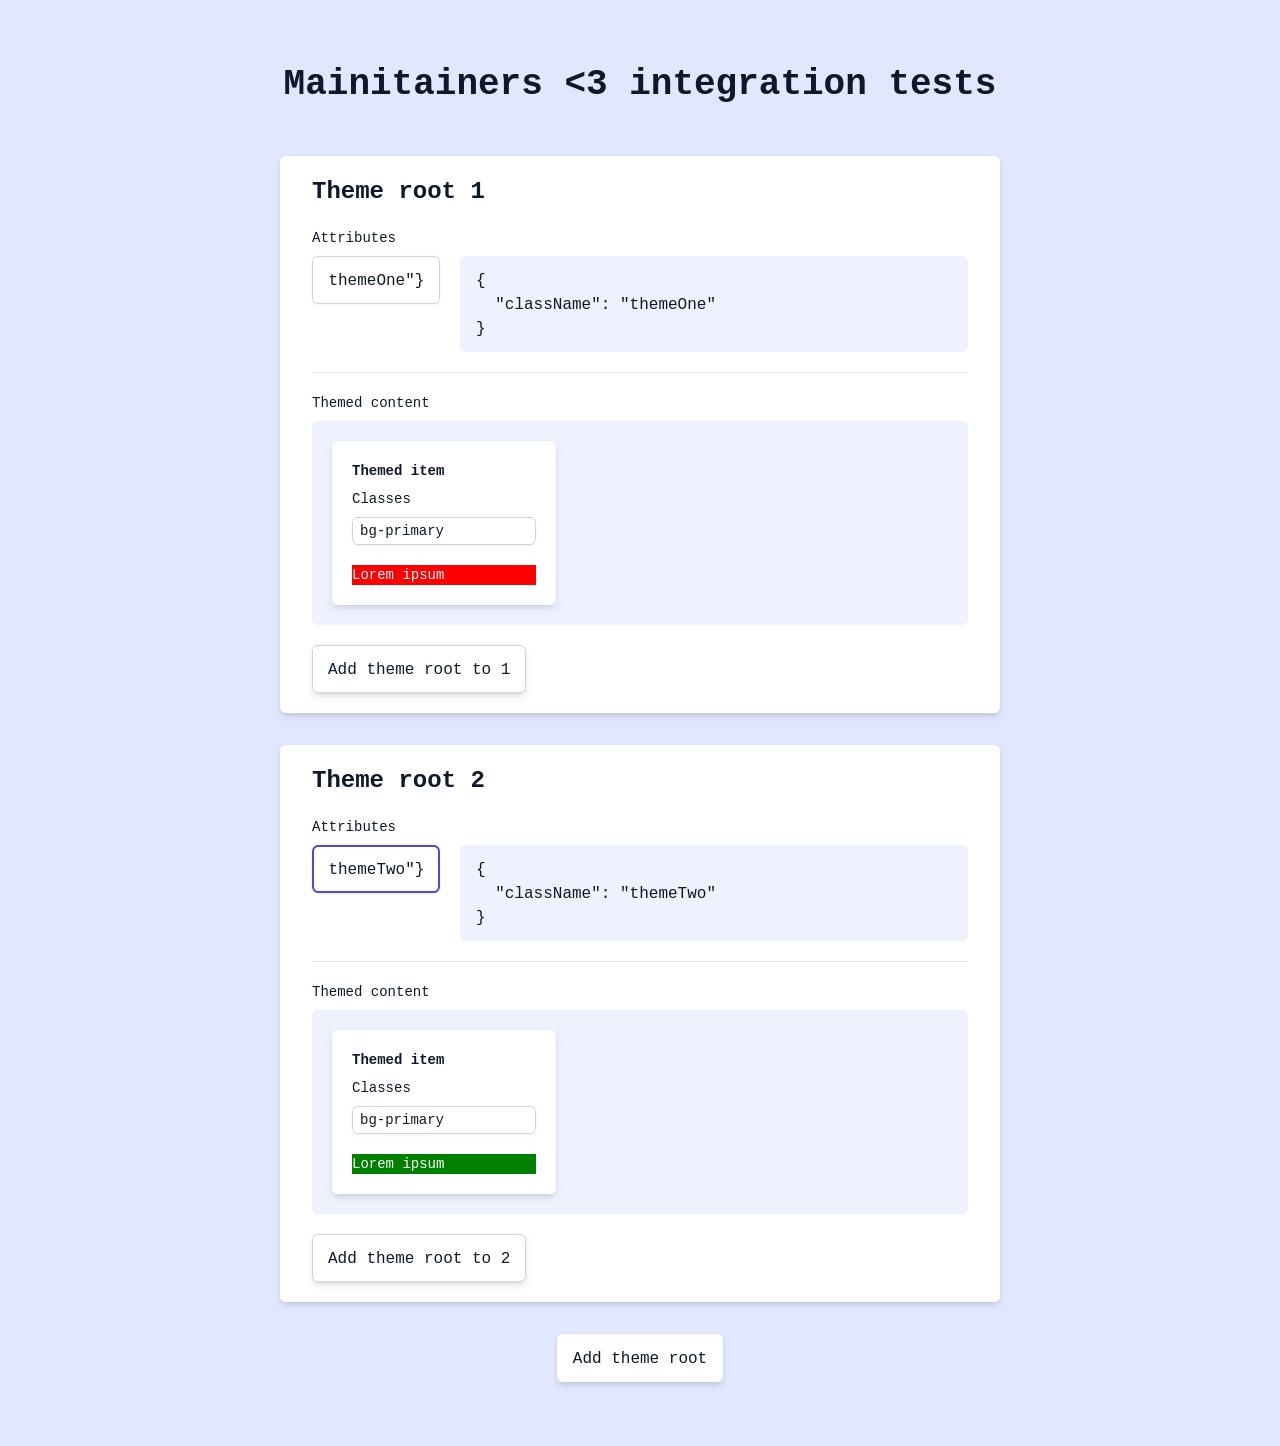 Mainitainers <3 integration tests
Theme root 1
Attributes
themeOne"}
{
  "className": "themeOne"
}
Themed content
Themed item
Classes
bg-primary
Lorem ipsum
Add theme root to 1
Theme root 2
Attributes
themeTwo"}
{
  "className": "themeTwo"
}
Themed content
Themed item
Classes
bg-primary
Lorem ipsum
Add theme root to 2
Add theme root